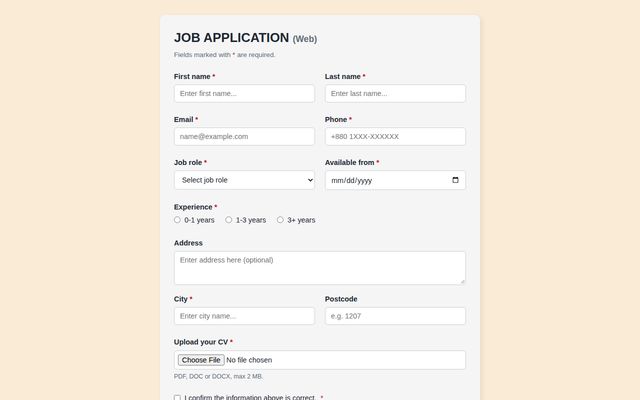 JOB APPLICATION (Web)
Fields marked with * are required.
First name * Last name *
Enter first name... Enter last name...
Email * Phone *
name@example.com +880 1XXX-XXXXXX
Job role * Available from *
Select job role mm/dd/yyyy
Experience *
0-1 years 1-3 years 3+ years
Address
Enter address here (optional)
City * Postcode
Enter city name... e.g. 1207
Upload your CV *
Choose File No file chosen
PDF, DOC or DOCX, max 2 MB.
I confirm the information above is correct. *